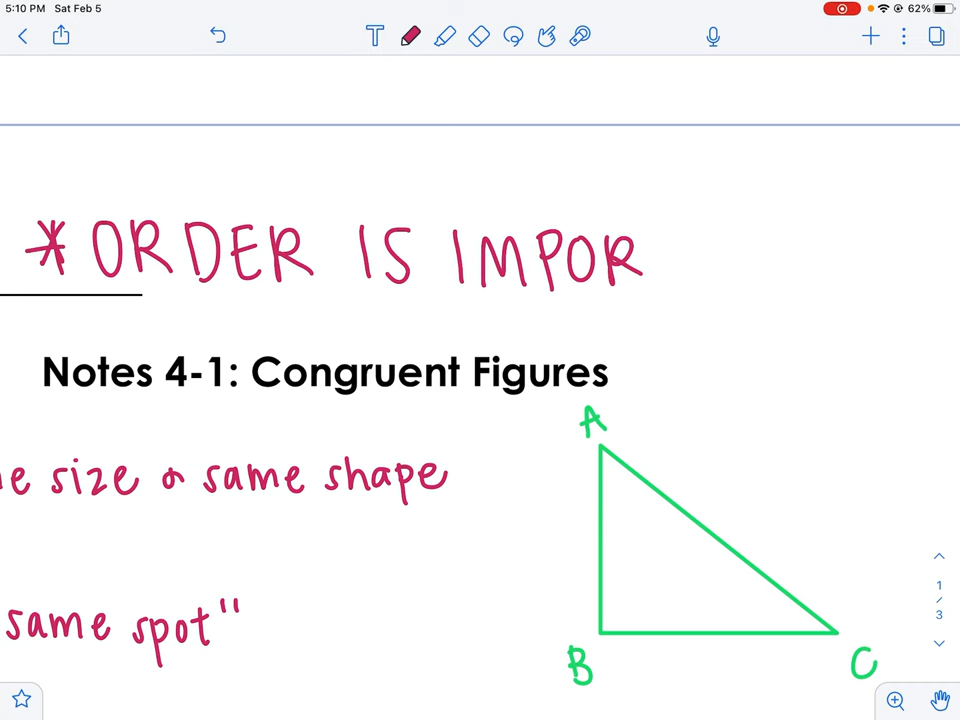 5:10 PM Sat Feb 5
62%
*ORDER IS IMPOR
Notes 4-1: Congruent Figures
A
e size & same shape
same spot"
B
C
1
/
3